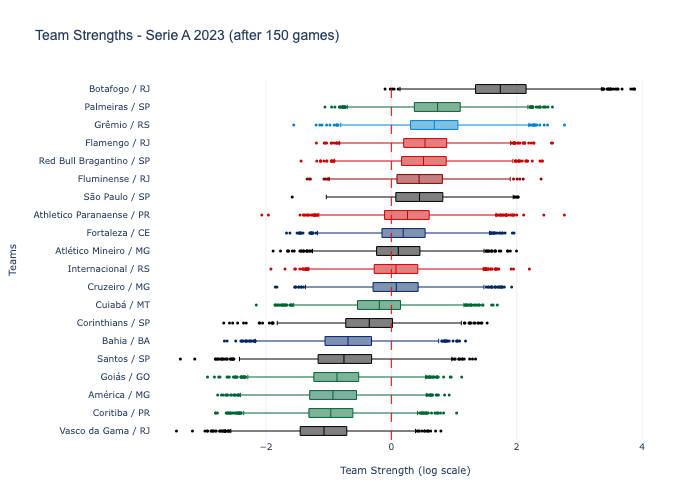 Team Strengths - Serie A 2023 (after 150 games)
Botafogo / RJ
Palmeiras / SP
Grêmio / RS
Flamengo / RJ
Red Bull Bragantino / SP
Fluminense / RJ
São Paulo / SP
Athletico Paranaense / PR
Fortaleza / CE
Atlético Mineiro / MG
Internacional / RS
Cruzeiro / MG
Cuiabá / MT
Corinthians / SP
Bahia / BA
Santos / SP
Goiás / GO
América / MG
Coritiba / PR
Vasco da Gama / RJ
Teams
−2 0 2 4
Team Strength (log scale)